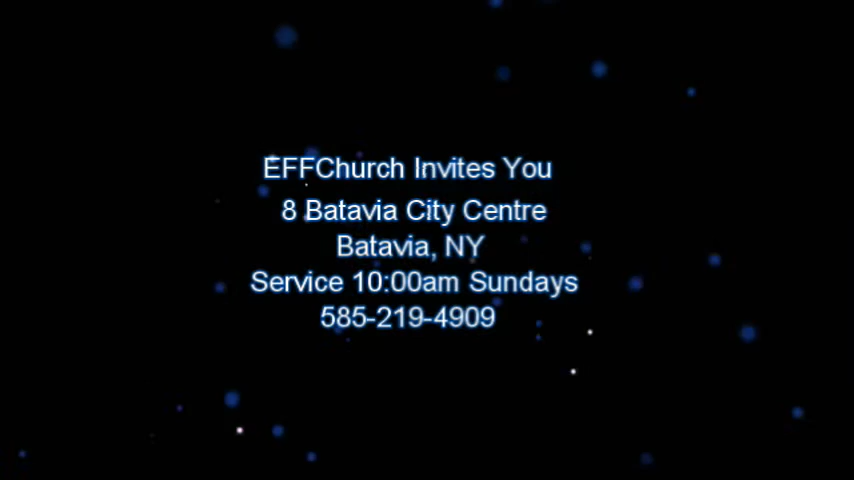 EFFChurch Invites You
8 Batavia City Centre
Batavia, NY
Service 10:00am Sundays
585-219-4909